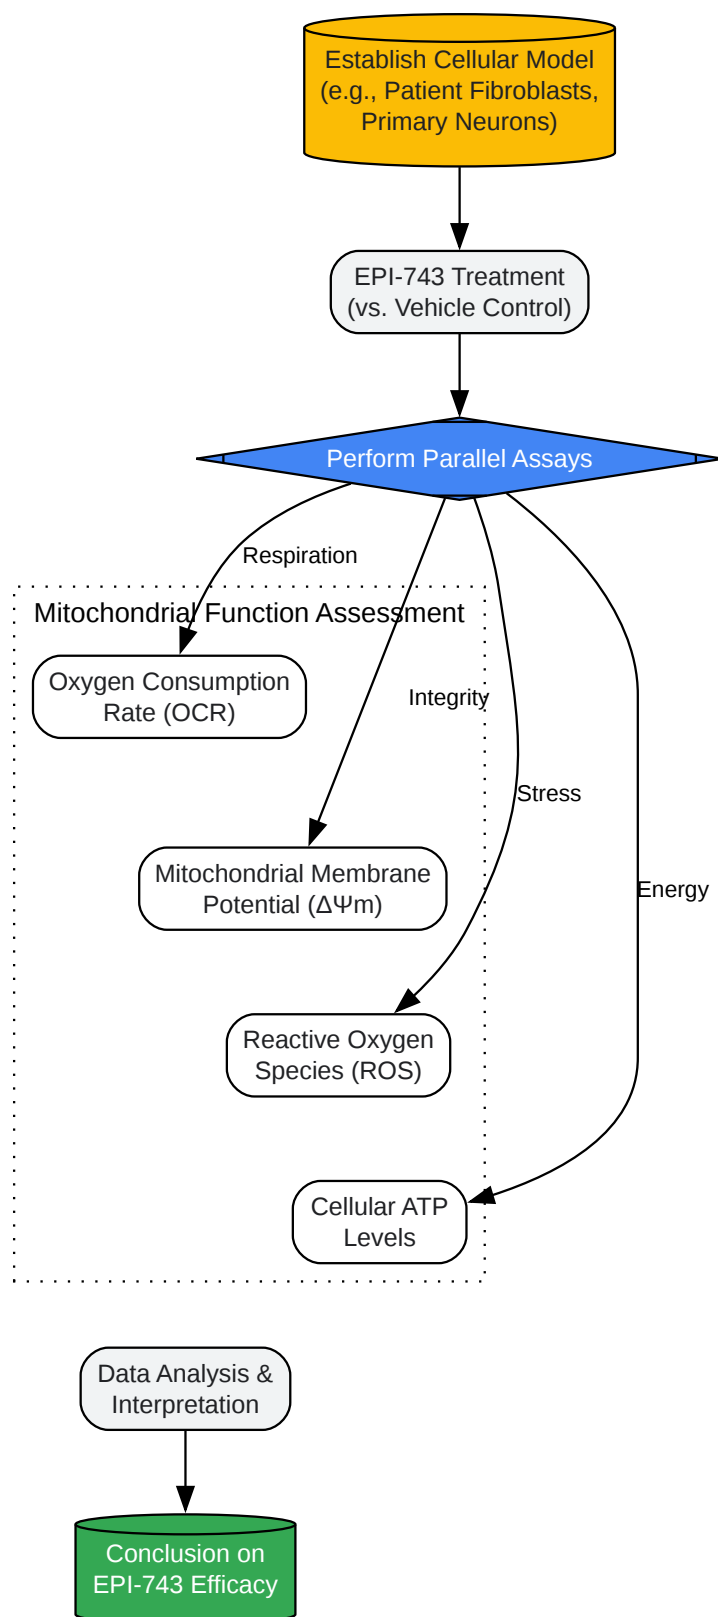 Establish Cellular Model
(e.g., Patient Fibroblasts,
Primary Neurons)
EPI-743 Treatment
(vs. Vehicle Control)
Perform Parallel Assays
Respiration
Mitochondrial Function Assessment
Oxygen Consumption
Rate (OCR)
Integrity
Stress
Mitochondrial Membrane
Potential (ΔΨm)
Energy
Reactive Oxygen
Species (ROS)
Cellular ATP
Levels
Data Analysis &
Interpretation
Conclusion on
EPI-743 Efficacy